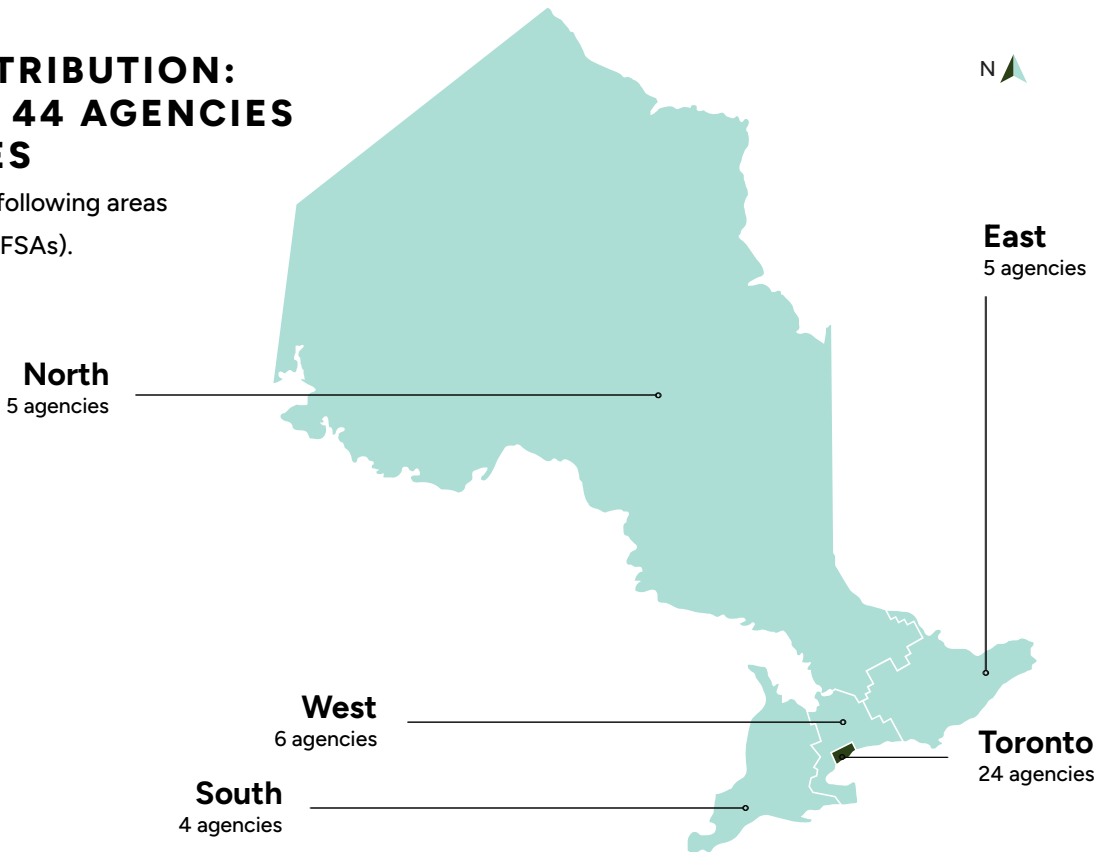 TRIBUTION:
44 AGENCIES
ES
following areas
FSAs).
N
East
5 agencies
North
5 agencies
West
6 agencies
Toronto
24 agencies
South
4 agencies